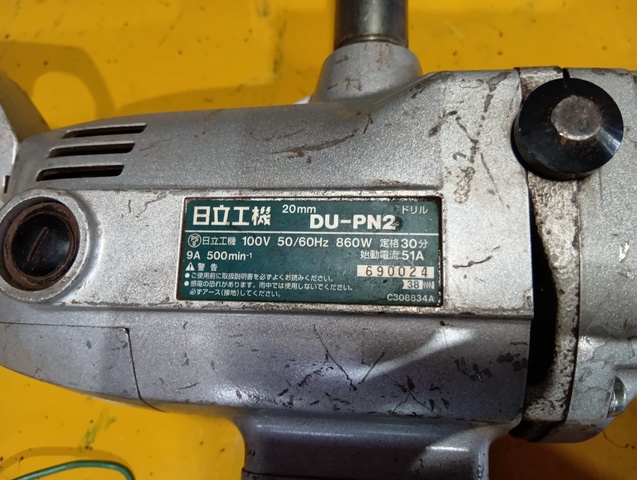 日立工機 20mm DU-PN2 ドリル
日立工機 100V 50/60Hz 860W 定格30分
9A 500min⁻¹ 始動電流51A
⚠警告 690024
●ご使用前に取扱説明書を必ずよくお読みください。 3B
●感電の恐れがあります。雨中では使用しないでください。
必ずアース(接地)してください。 C308834A